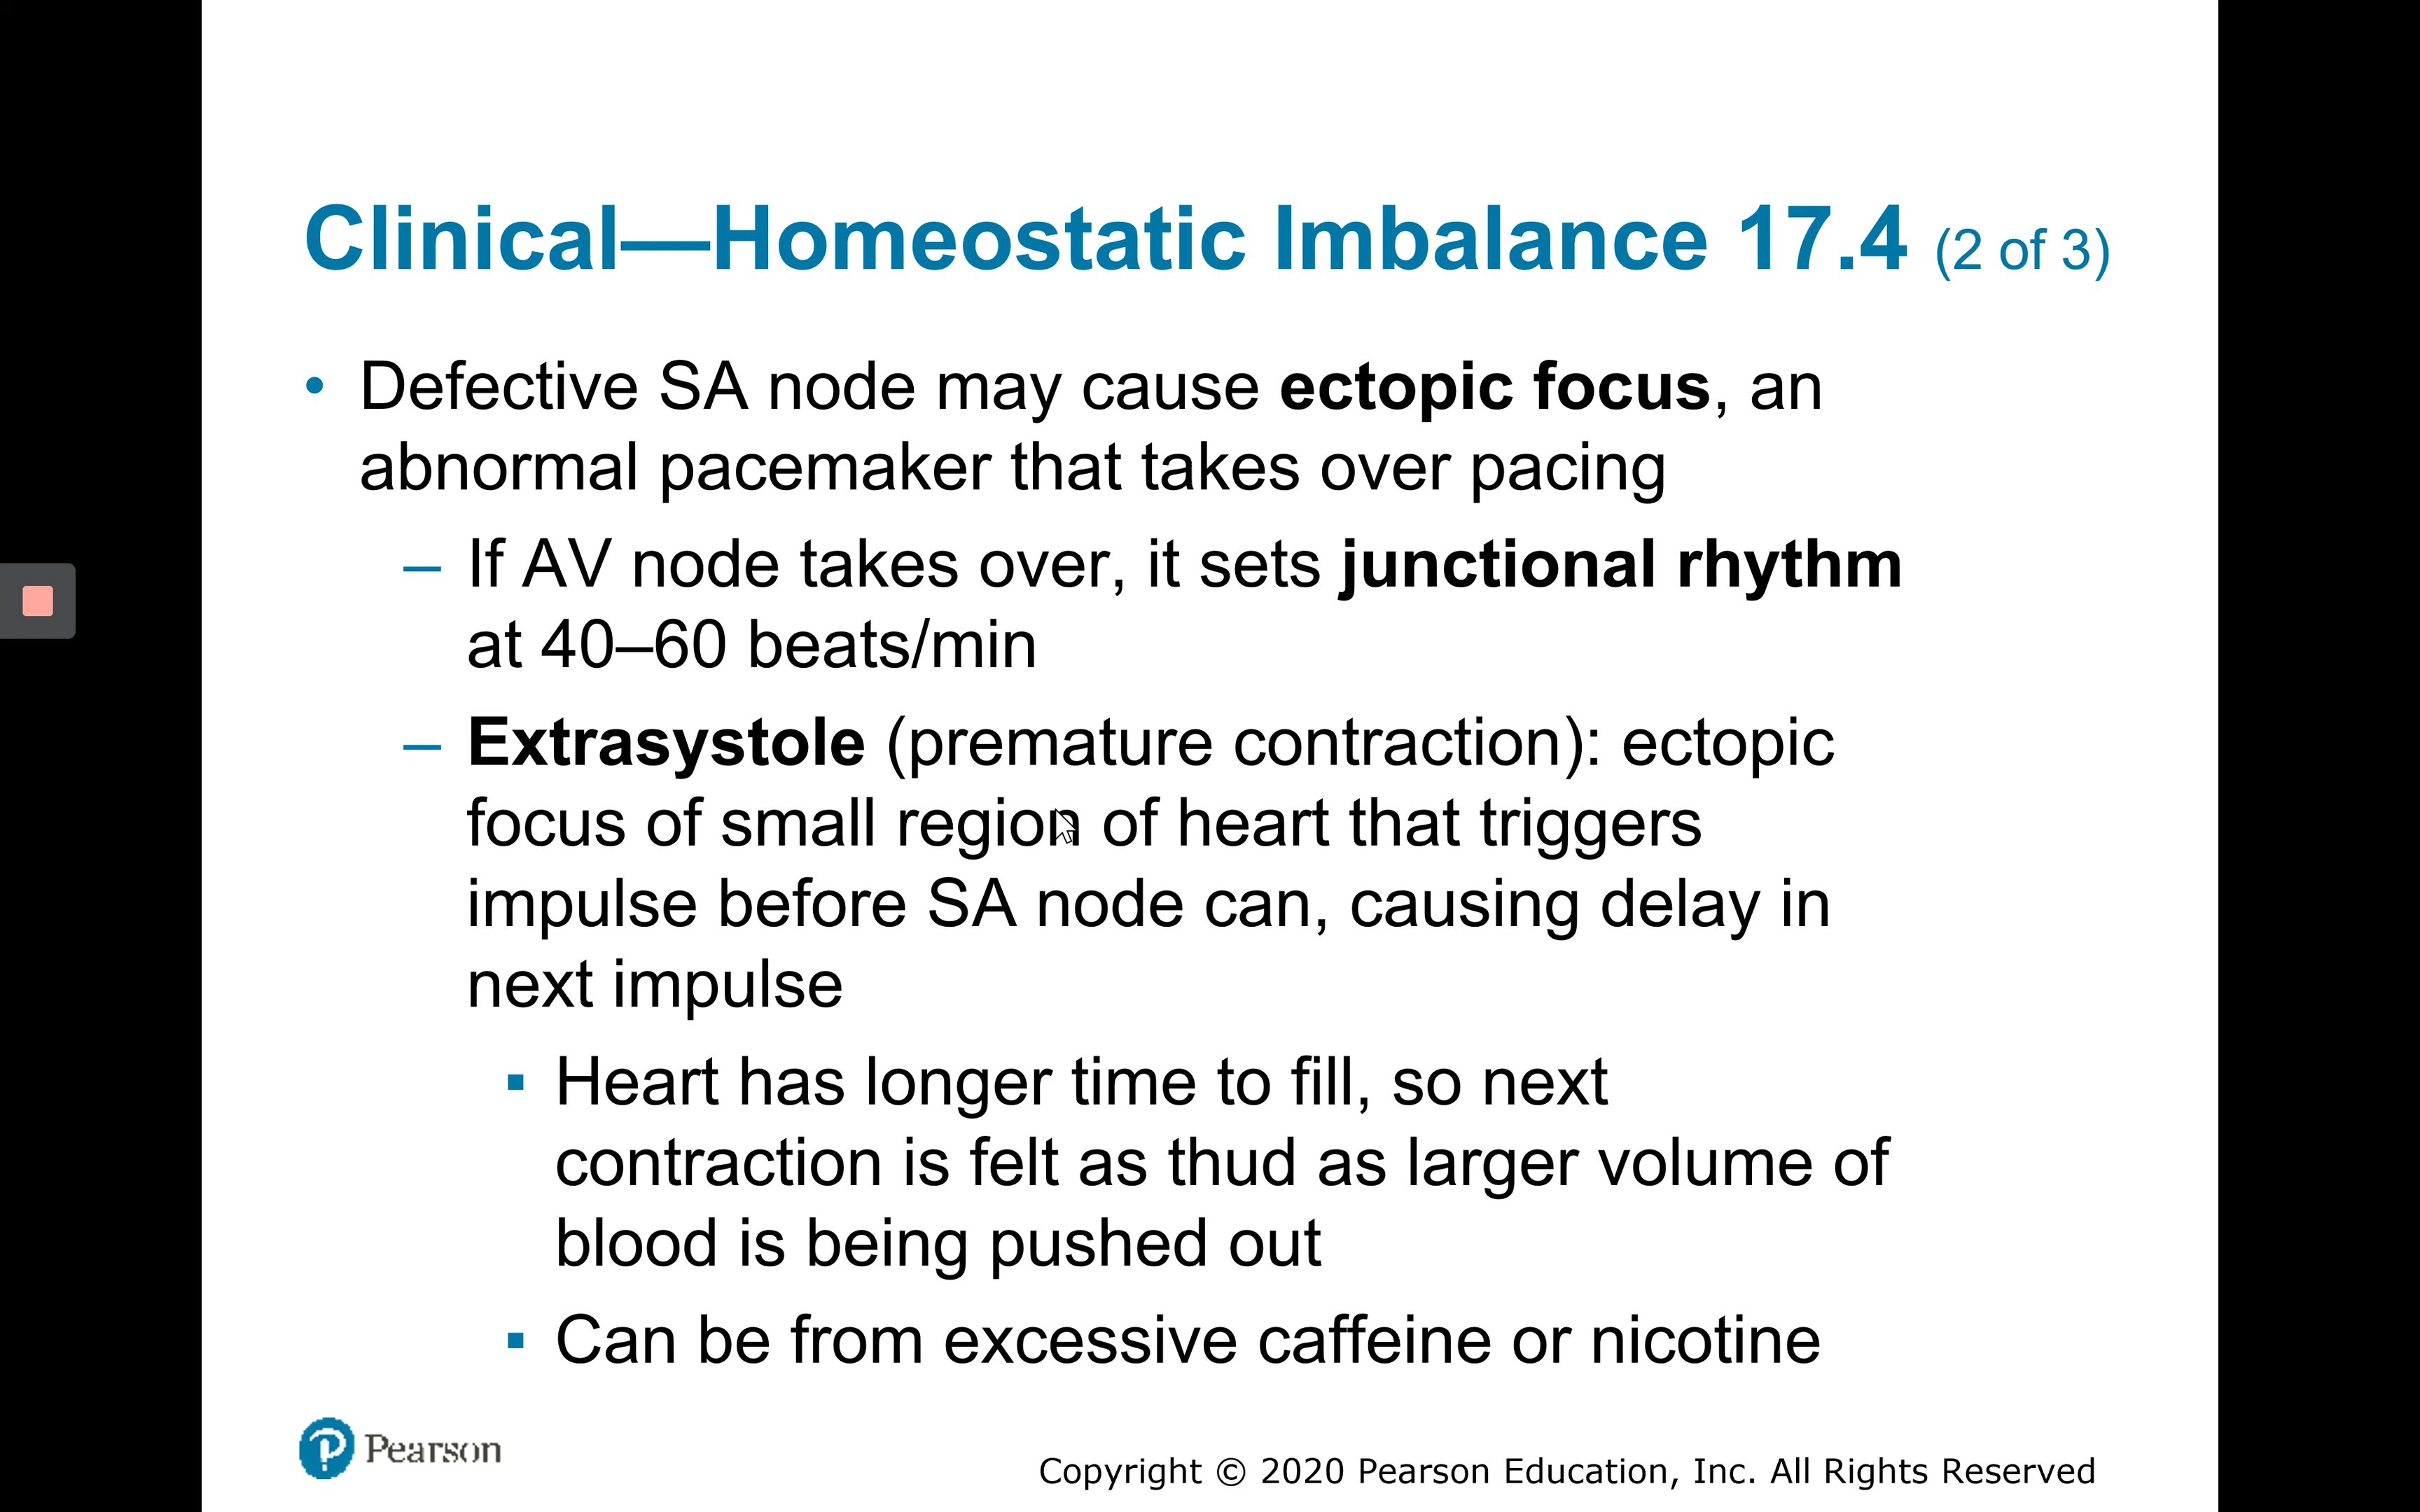 Clinical—Homeostatic Imbalance 17.4 (2 of 3)
• Defective SA node may cause ectopic focus, an
abnormal pacemaker that takes over pacing
– If AV node takes over, it sets junctional rhythm
at 40–60 beats/min
– Extrasystole (premature contraction): ectopic
focus of small region of heart that triggers
impulse before SA node can, causing delay in
next impulse
▪ Heart has longer time to fill, so next
contraction is felt as thud as larger volume of
blood is being pushed out
▪ Can be from excessive caffeine or nicotine
P Pearson
Copyright © 2020 Pearson Education, Inc. All Rights Reserved